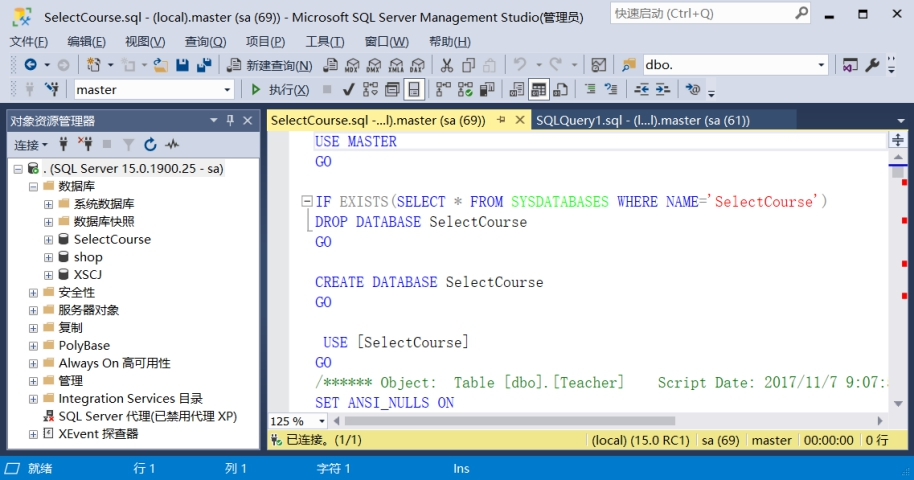 SelectCourse.sql - (local).master (sa (69)) - Microsoft SQL Server Management Studio(管理员)
快速启动 (Ctrl+Q)
文件(F) 编辑(E) 视图(V) 查询(Q) 项目(P) 工具(T) 窗口(W) 帮助(H)
新建查询(N) MDX DMX XMLA DAX dbo.
master 执行(X)
对象资源管理器
连接
. (SQL Server 15.0.1900.25 - sa)
数据库
系统数据库
数据库快照
SelectCourse
shop
XSCJ
安全性
服务器对象
复制
PolyBase
Always On 高可用性
管理
Integration Services 目录
SQL Server 代理(已禁用代理 XP)
XEvent 探查器
SelectCourse.sql -...l).master (sa (69)) SQLQuery1.sql - (l...l).master (sa (61))
USE MASTER
GO
IF EXISTS(SELECT * FROM SYSDATABASES WHERE NAME='SelectCourse')
DROP DATABASE SelectCourse
GO
CREATE DATABASE SelectCourse
GO
USE [SelectCourse]
GO
/****** Object: Table [dbo].[Teacher] Script Date: 2017/11/7 9:07:
SET ANSI_NULLS ON
125 %
已连接。(1/1) (local) (15.0 RC1) sa (69) master 00:00:00 0 行
就绪 行 1 列 1 字符 1 Ins